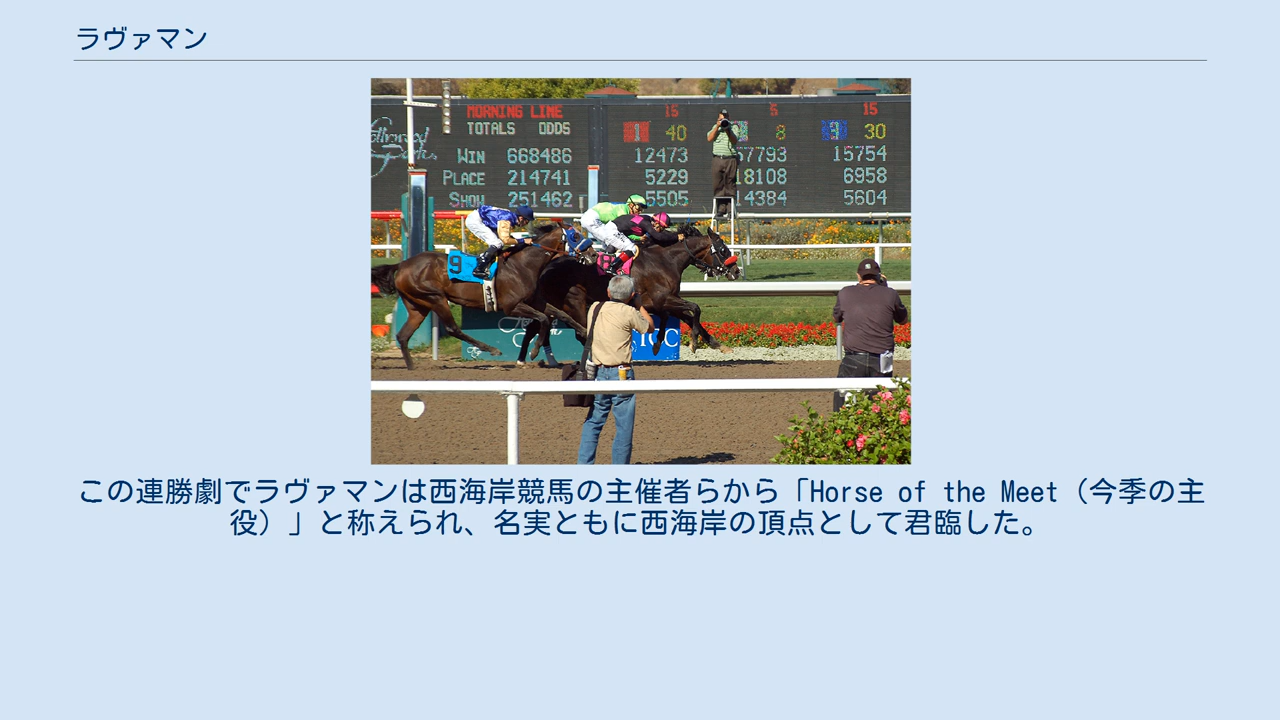 ラヴァマン
MORNING LINE
TOTALS ODDS
15 5 15
1 40 8 30
WIN 668486 12473 15754
PLACE 214741 5229 18108 6958
SHOW 251462 5505 14384 5604
9
この連勝劇でラヴァマンは西海岸競馬の主催者らから「Horse of the Meet（今季の主
役）」と称えられ、名実ともに西海岸の頂点として君臨した。